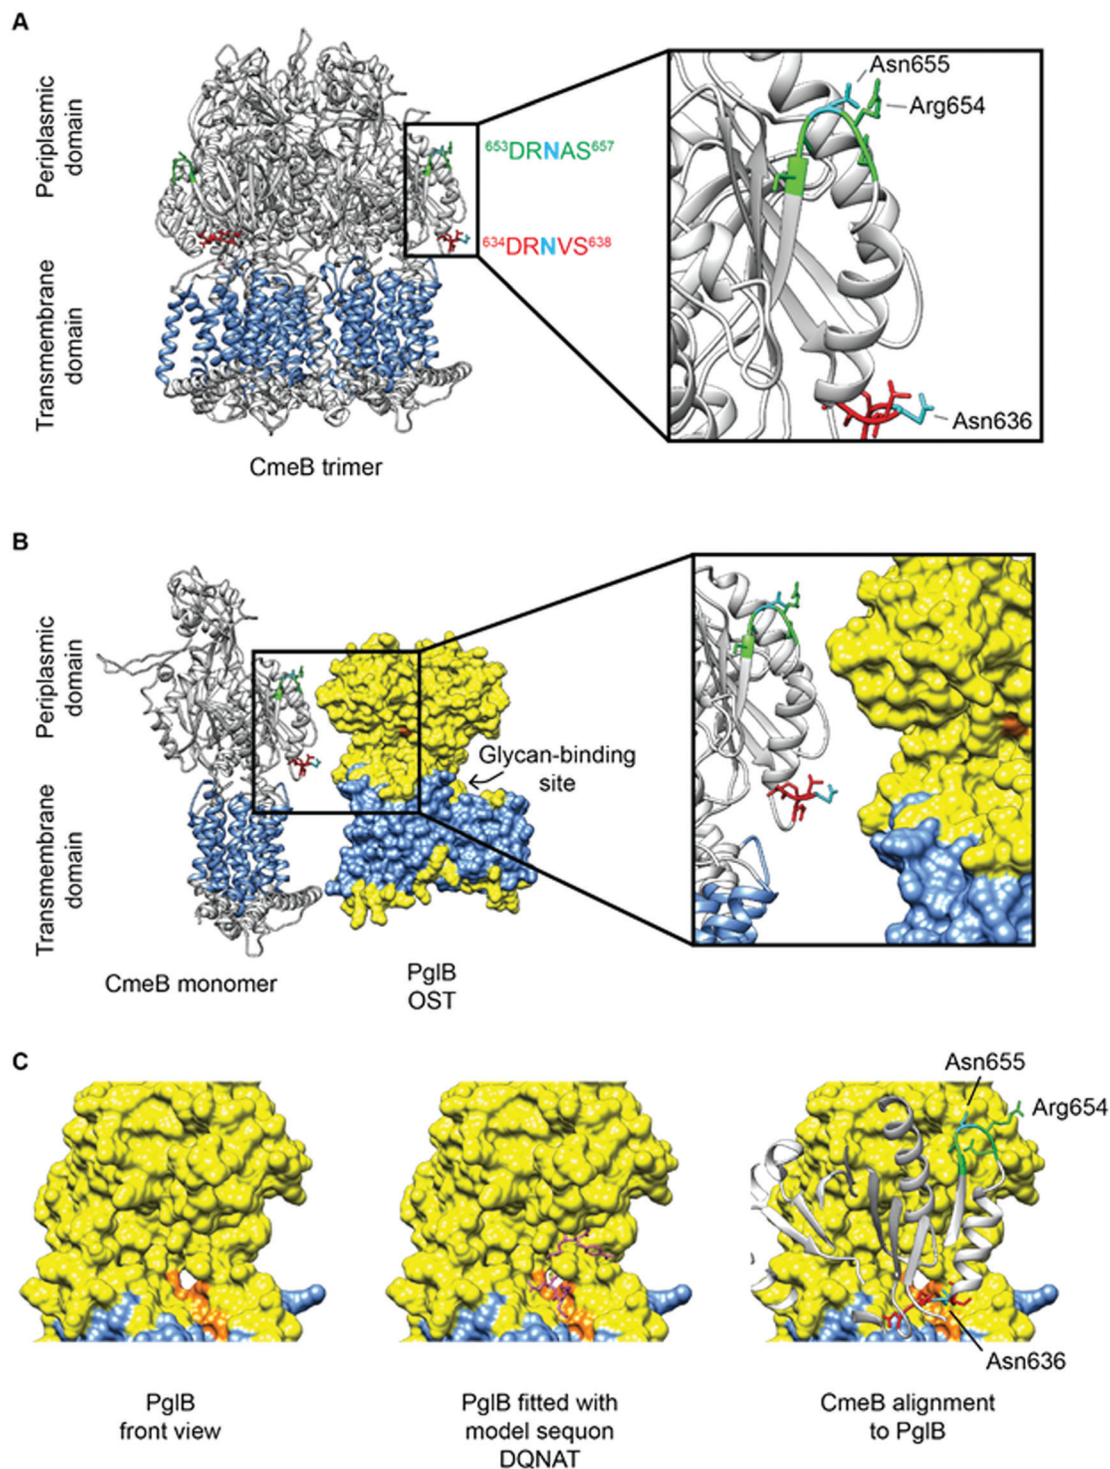 A
Periplasmic
domain
Transmembrane
domain
⁶⁵³DRNAS⁶⁵⁷
⁶³⁴DRNVS⁶³⁸
Asn655
Arg654
Asn636
CmeB trimer
B
Periplasmic
domain
Transmembrane
domain
Glycan-binding
site
CmeB monomer
PglB
OST
C
Asn655
Arg654
Asn636
PglB
front view
PglB fitted with
model sequon
DQNAT
CmeB alignment
to PglB